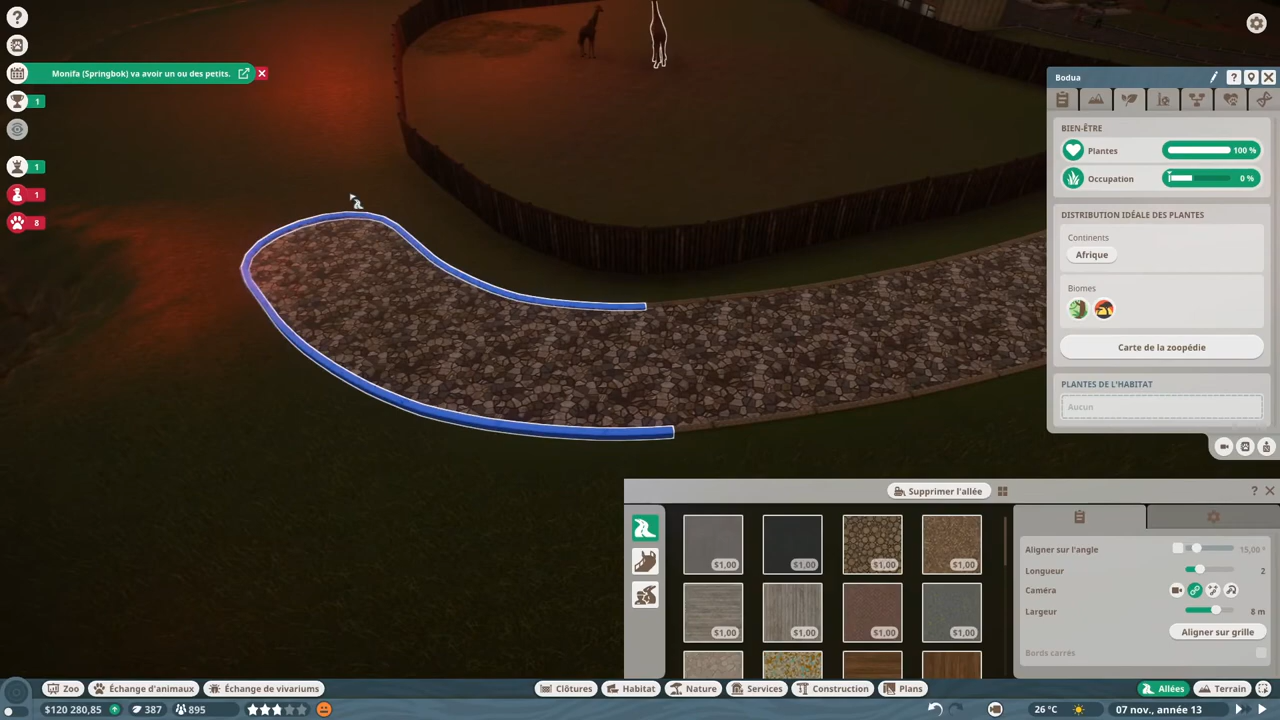 ?
Monifa (Springbok) va avoir un ou des petits.
1
1
1
8
Bodua
?
BIEN-ÊTRE
Plantes
100 %
Occupation
0 %
DISTRIBUTION IDÉALE DES PLANTES
Continents
Afrique
Biomes
Carte de la zoopédie
PLANTES DE L'HABITAT
Aucun
Supprimer l'allée
?
$1,00 $1,00 $1,00 $1,00
$1,00 $1,00 $1,00 $1,00
Aligner sur l'angle
15,00 °
Longueur
2
Caméra
Largeur
8 m
Aligner sur grille
Bords carrés
Zoo
Échange d'animaux
Échange de vivariums
Clôtures
Habitat
Nature
Services
Construction
Plans
Allées
Terrain
$120 280,85
387
895
26 °C
07 nov., année 13